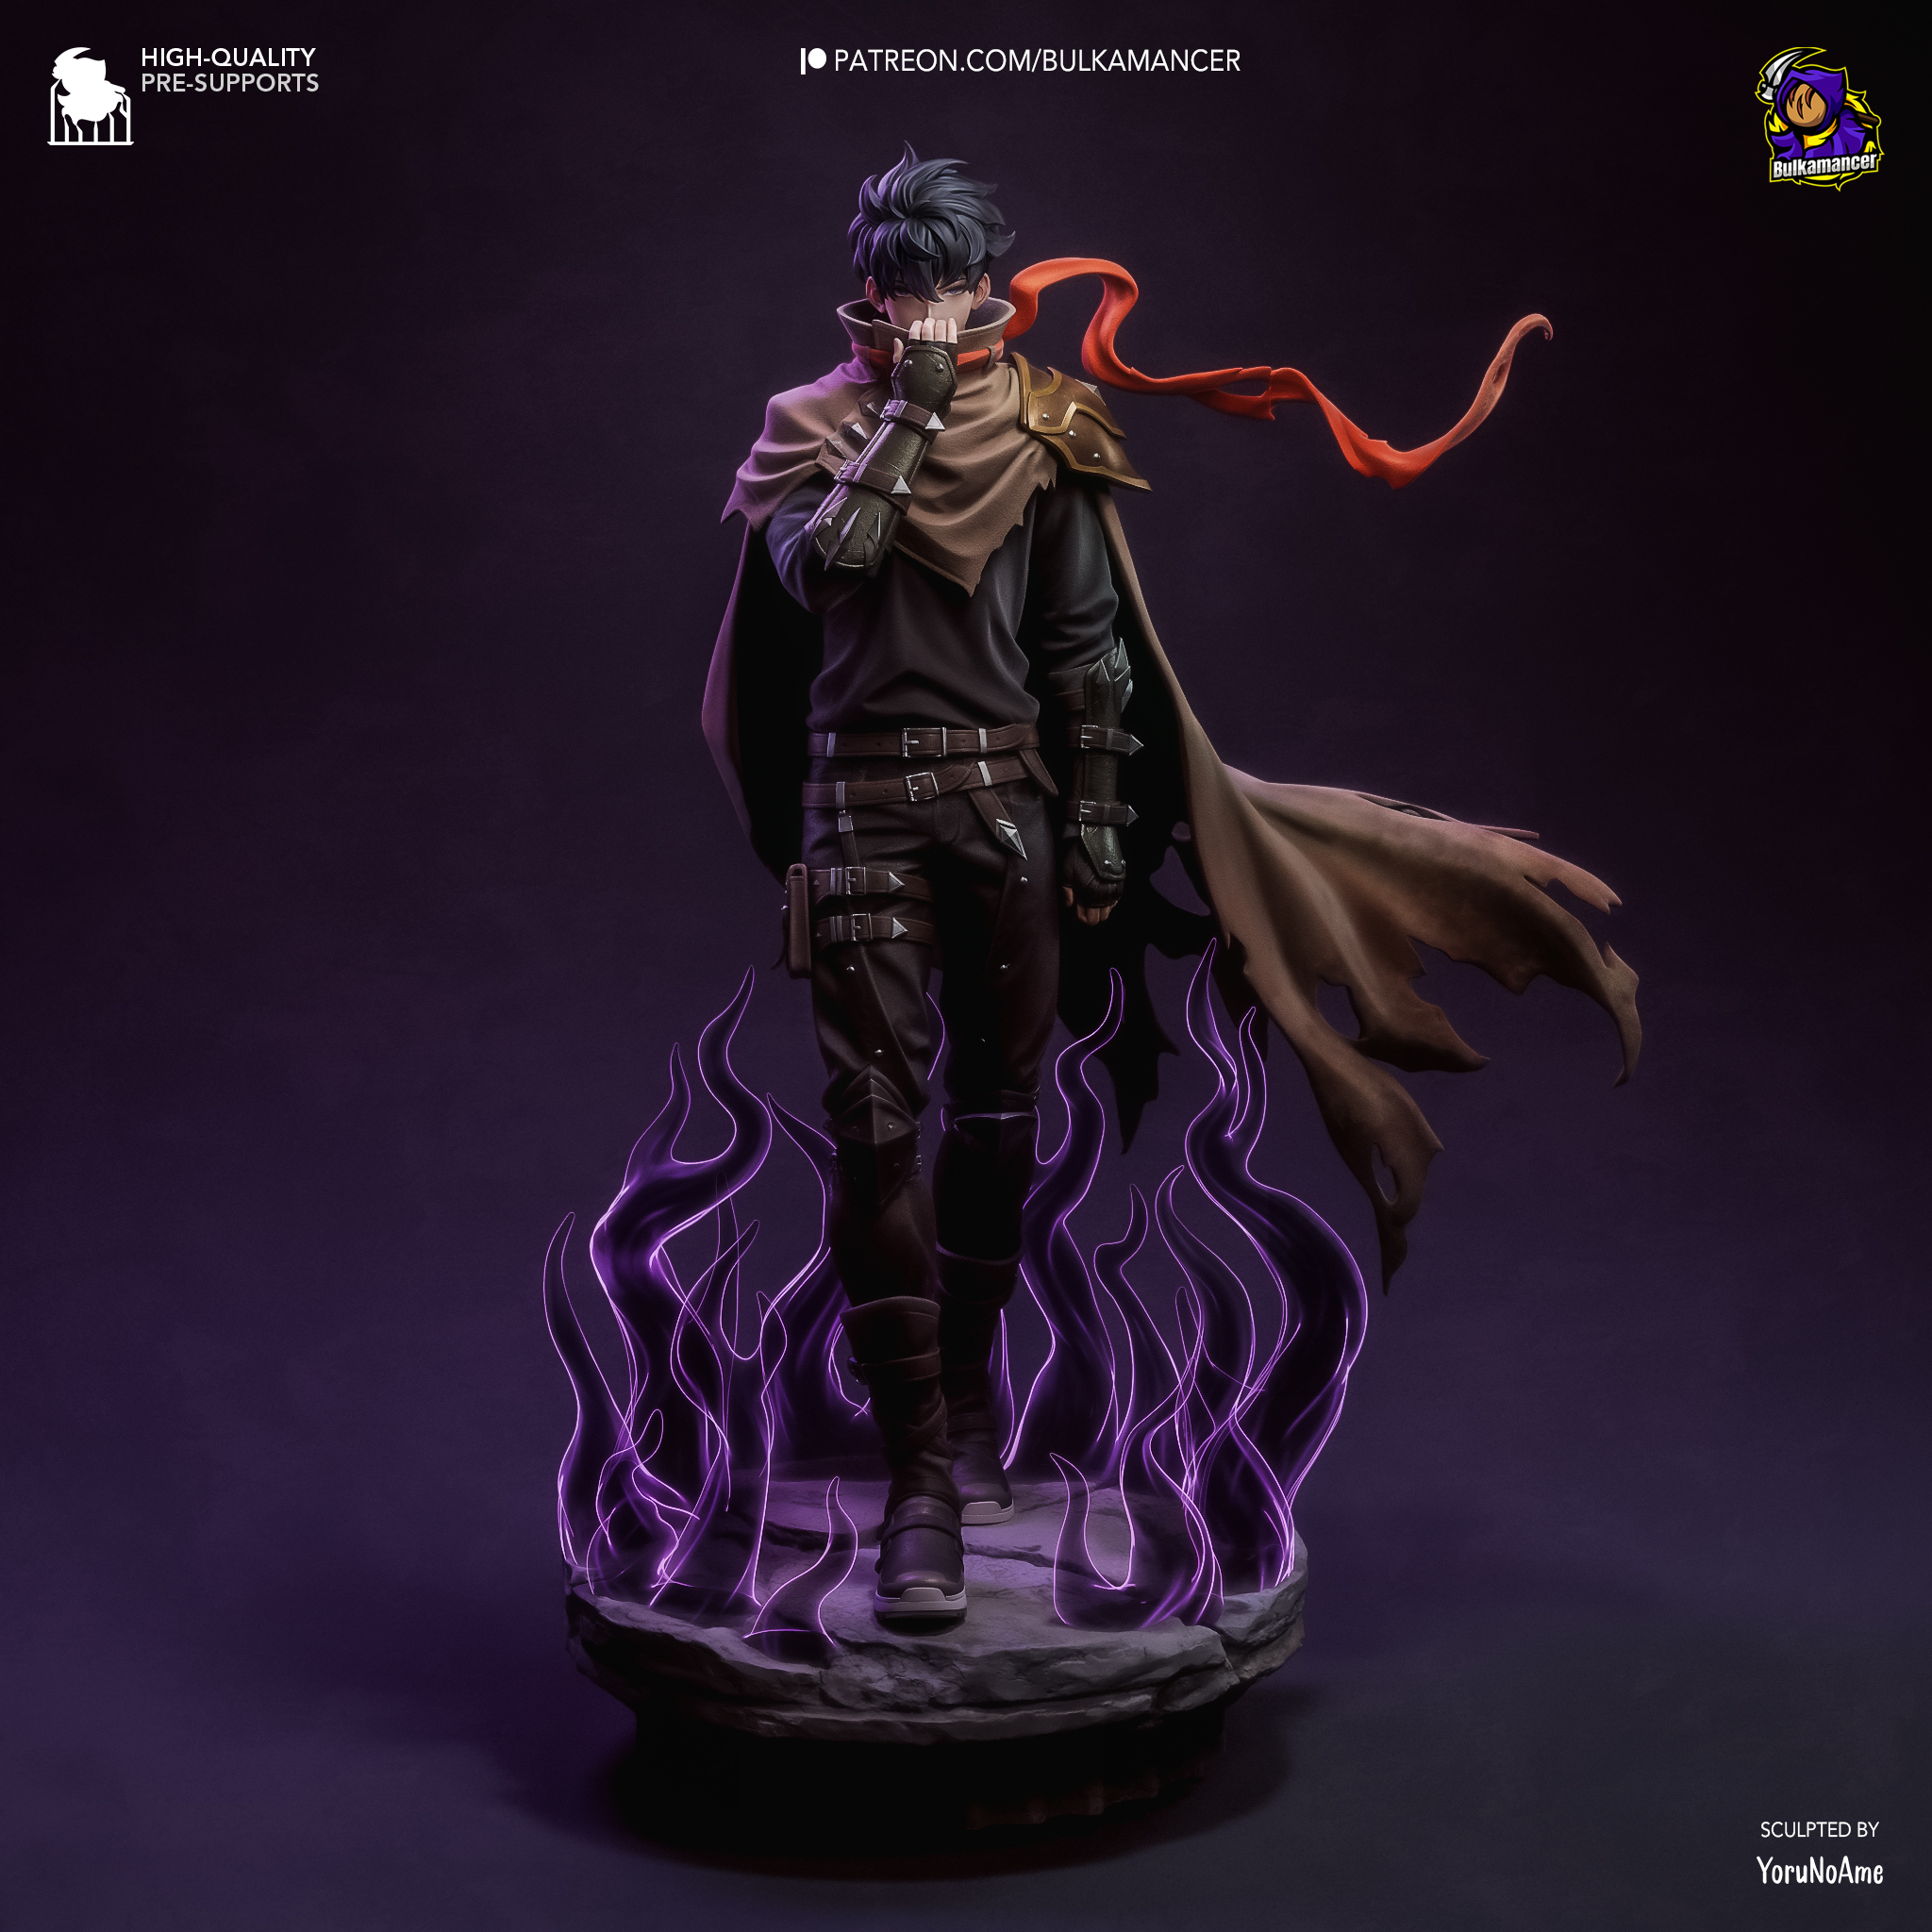 HIGH-QUALITY
PRE-SUPPORTS
PATREON.COM/BULKAMANCER
Bulkamancer
SCULPTED BY
YoruNoAme